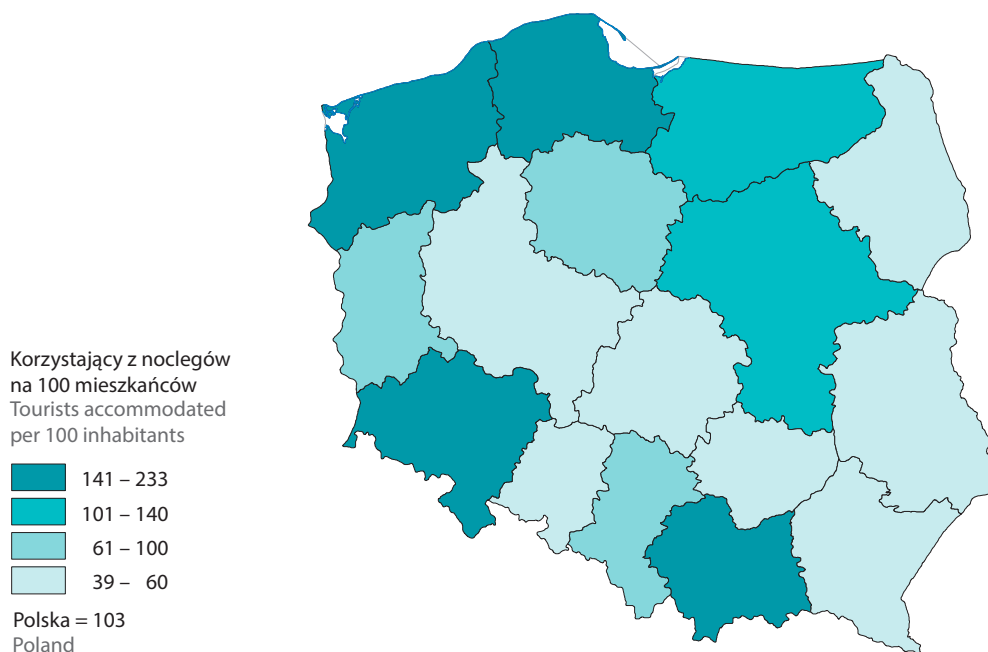 Korzystający z noclegów
na 100 mieszkańców
Tourists accommodated
per 100 inhabitants
141 – 233
101 – 140
61 – 100
39 – 60
Polska = 103
Poland